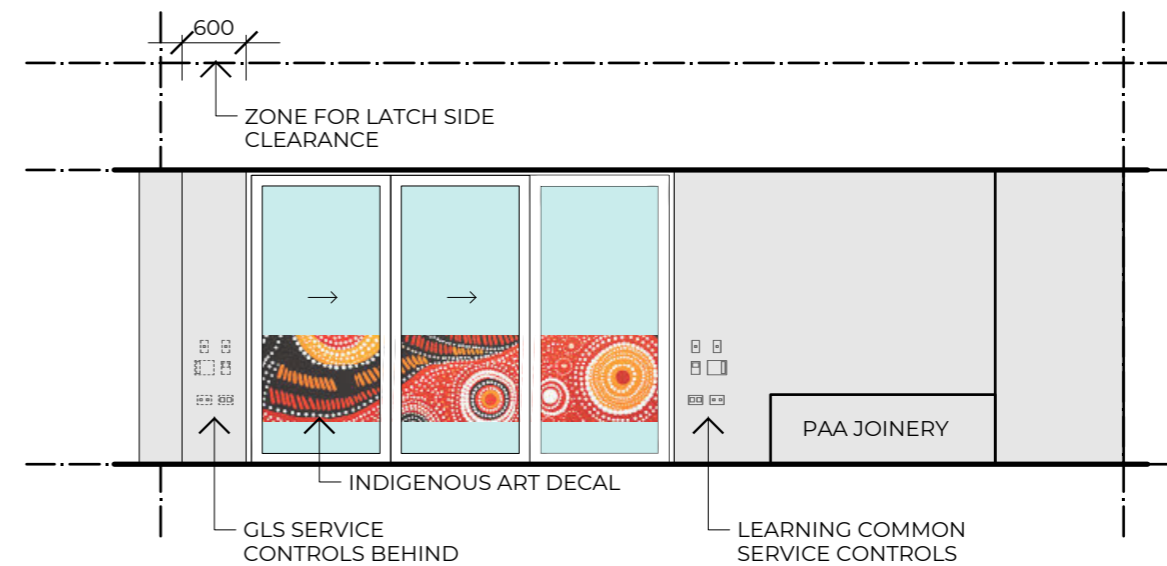 600
ZONE FOR LATCH SIDE
CLEARANCE
PAA JOINERY
INDIGENOUS ART DECAL
GLS SERVICE
CONTROLS BEHIND
LEARNING COMMON
SERVICE CONTROLS